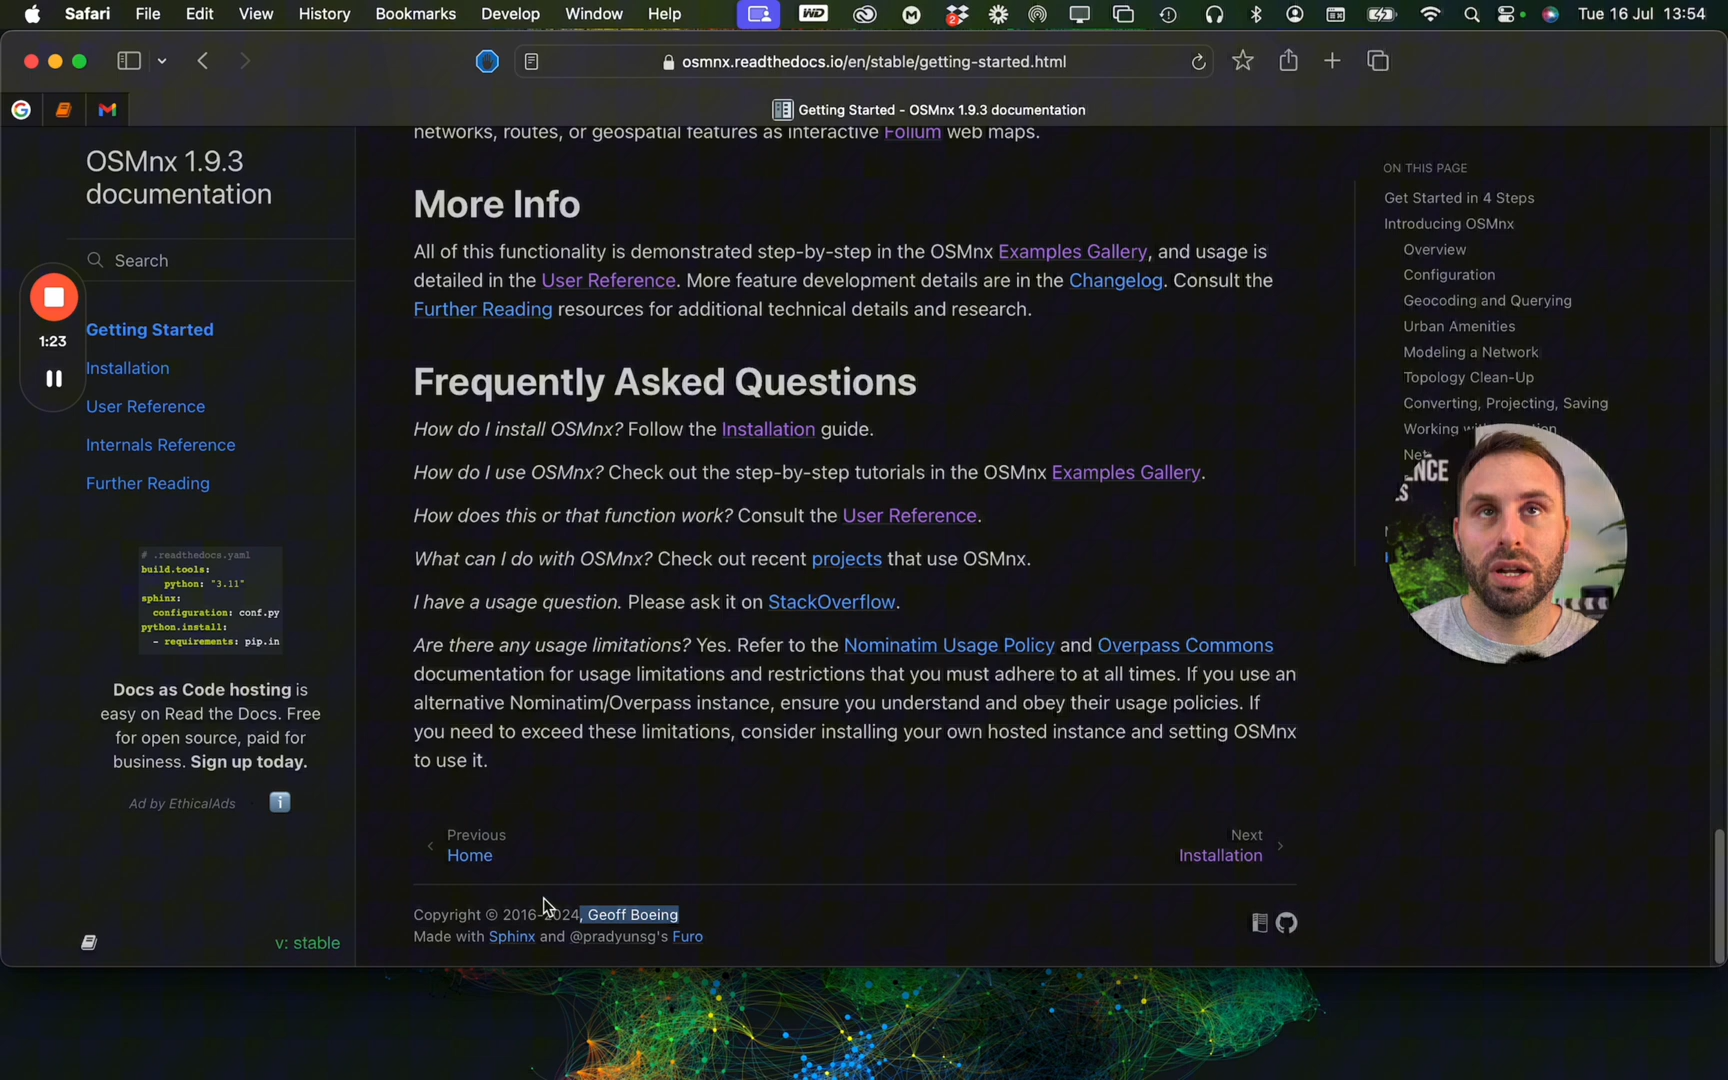 Safari File Edit View History Bookmarks Develop Window Help
WD
2
Tue 16 Jul 13:54
osmnx.readthedocs.io/en/stable/getting-started.html
Getting Started - OSMnx 1.9.3 documentation
OSMnx 1.9.3
documentation
Search
1:23
Getting Started
Installation
User Reference
Internals Reference
Further Reading
# .readthedocs.yaml
build.tools:
python: "3.11"
sphinx:
configuration: conf.py
python.install:
- requirements: pip.in
Docs as Code hosting is
easy on Read the Docs. Free
for open source, paid for
business. Sign up today.
Ad by EthicalAds
v: stable
networks, routes, or geospatial features as interactive Folium web maps.
More Info
All of this functionality is demonstrated step-by-step in the OSMnx Examples Gallery, and usage is
detailed in the User Reference. More feature development details are in the Changelog. Consult the
Further Reading resources for additional technical details and research.
Frequently Asked Questions
How do I install OSMnx? Follow the Installation guide.
How do I use OSMnx? Check out the step-by-step tutorials in the OSMnx Examples Gallery.
How does this or that function work? Consult the User Reference.
What can I do with OSMnx? Check out recent projects that use OSMnx.
I have a usage question. Please ask it on StackOverflow.
Are there any usage limitations? Yes. Refer to the Nominatim Usage Policy and Overpass Commons
documentation for usage limitations and restrictions that you must adhere to at all times. If you use an
alternative Nominatim/Overpass instance, ensure you understand and obey their usage policies. If
you need to exceed these limitations, consider installing your own hosted instance and setting OSMnx
to use it.
Previous
Home
Next
Installation
Copyright © 2016-2024, Geoff Boeing
Made with Sphinx and @pradyunsg's Furo
ON THIS PAGE
Get Started in 4 Steps
Introducing OSMnx
Overview
Configuration
Geocoding and Querying
Urban Amenities
Modeling a Network
Topology Clean-Up
Converting, Projecting, Saving